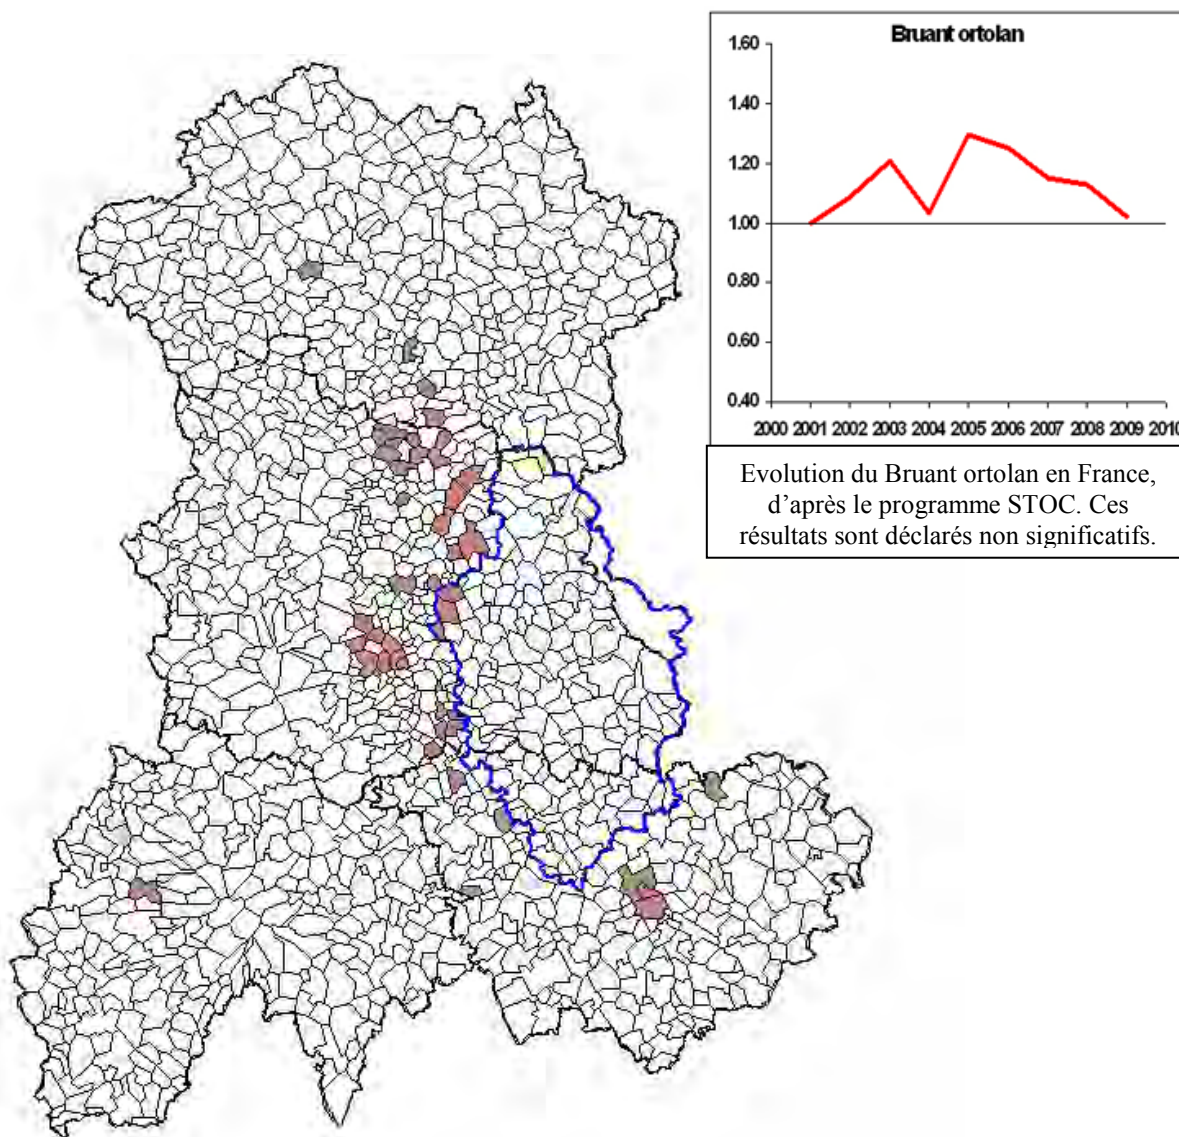 Bruant ortolan
1.60
1.40
1.20
1.00
0.80
0.60
0.40
2000 2001 2002 2003 2004 2005 2006 2007 2008 2009 2010
Evolution du Bruant ortolan en France,
d'après le programme STOC. Ces
résultats sont déclarés non significatifs.